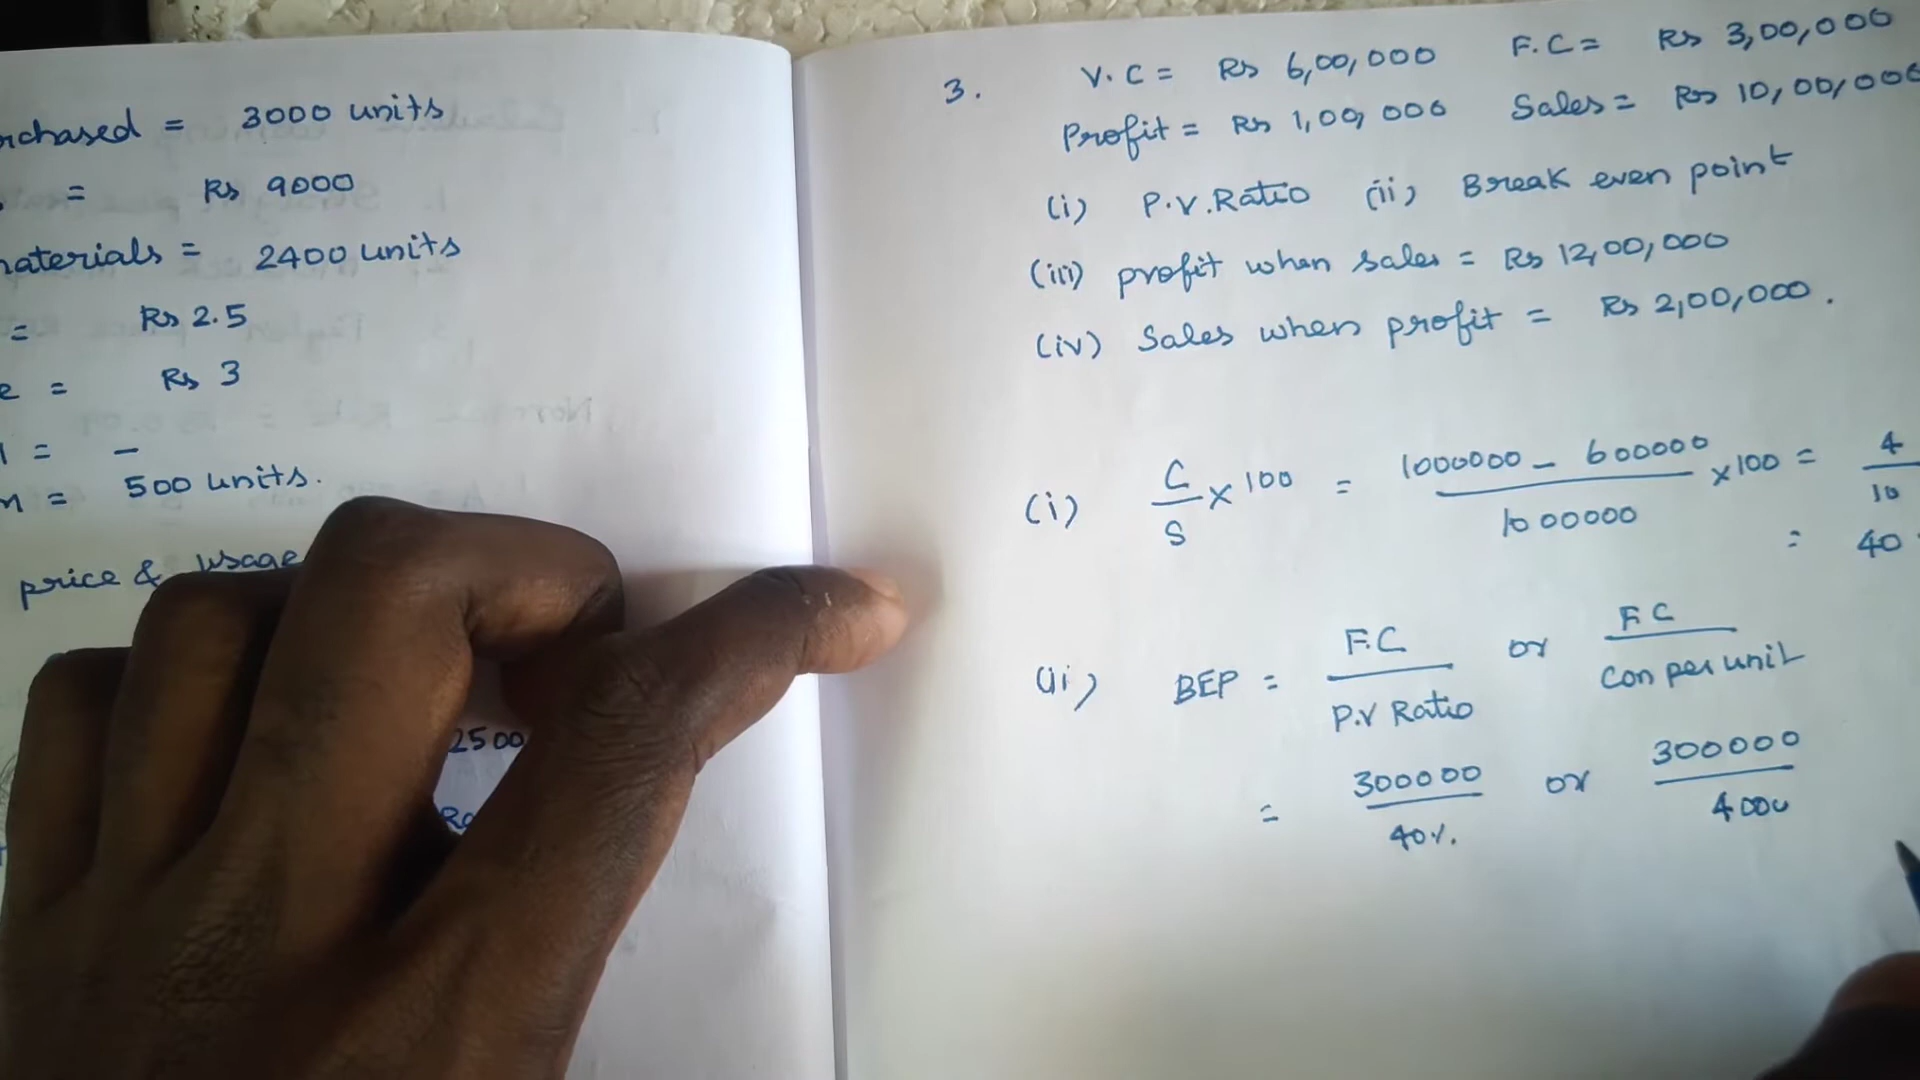 = 3000 units
= Rs 9000
materials = 2400 units
= Rs 2.5
= Rs 3
= -
= 500 units.
price & usage
2500
3. V.C = Rs 6,00,000 F.C = Rs 3,00,000
Profit = Rs 1,00,000 Sales = Rs 10,00,000
(i) P.V.Ratio (ii) Break even point
(iii) profit when sales = Rs 12,00,000
(iv) Sales when profit = Rs 2,00,000.
(i) C/S x 100 = 1000000 - 600000/1000000 x100 = 4/10
= 40
(ii) BEP = F.C/P.V Ratio or F C/Con per unit
= 300000/40% or 300000/4000